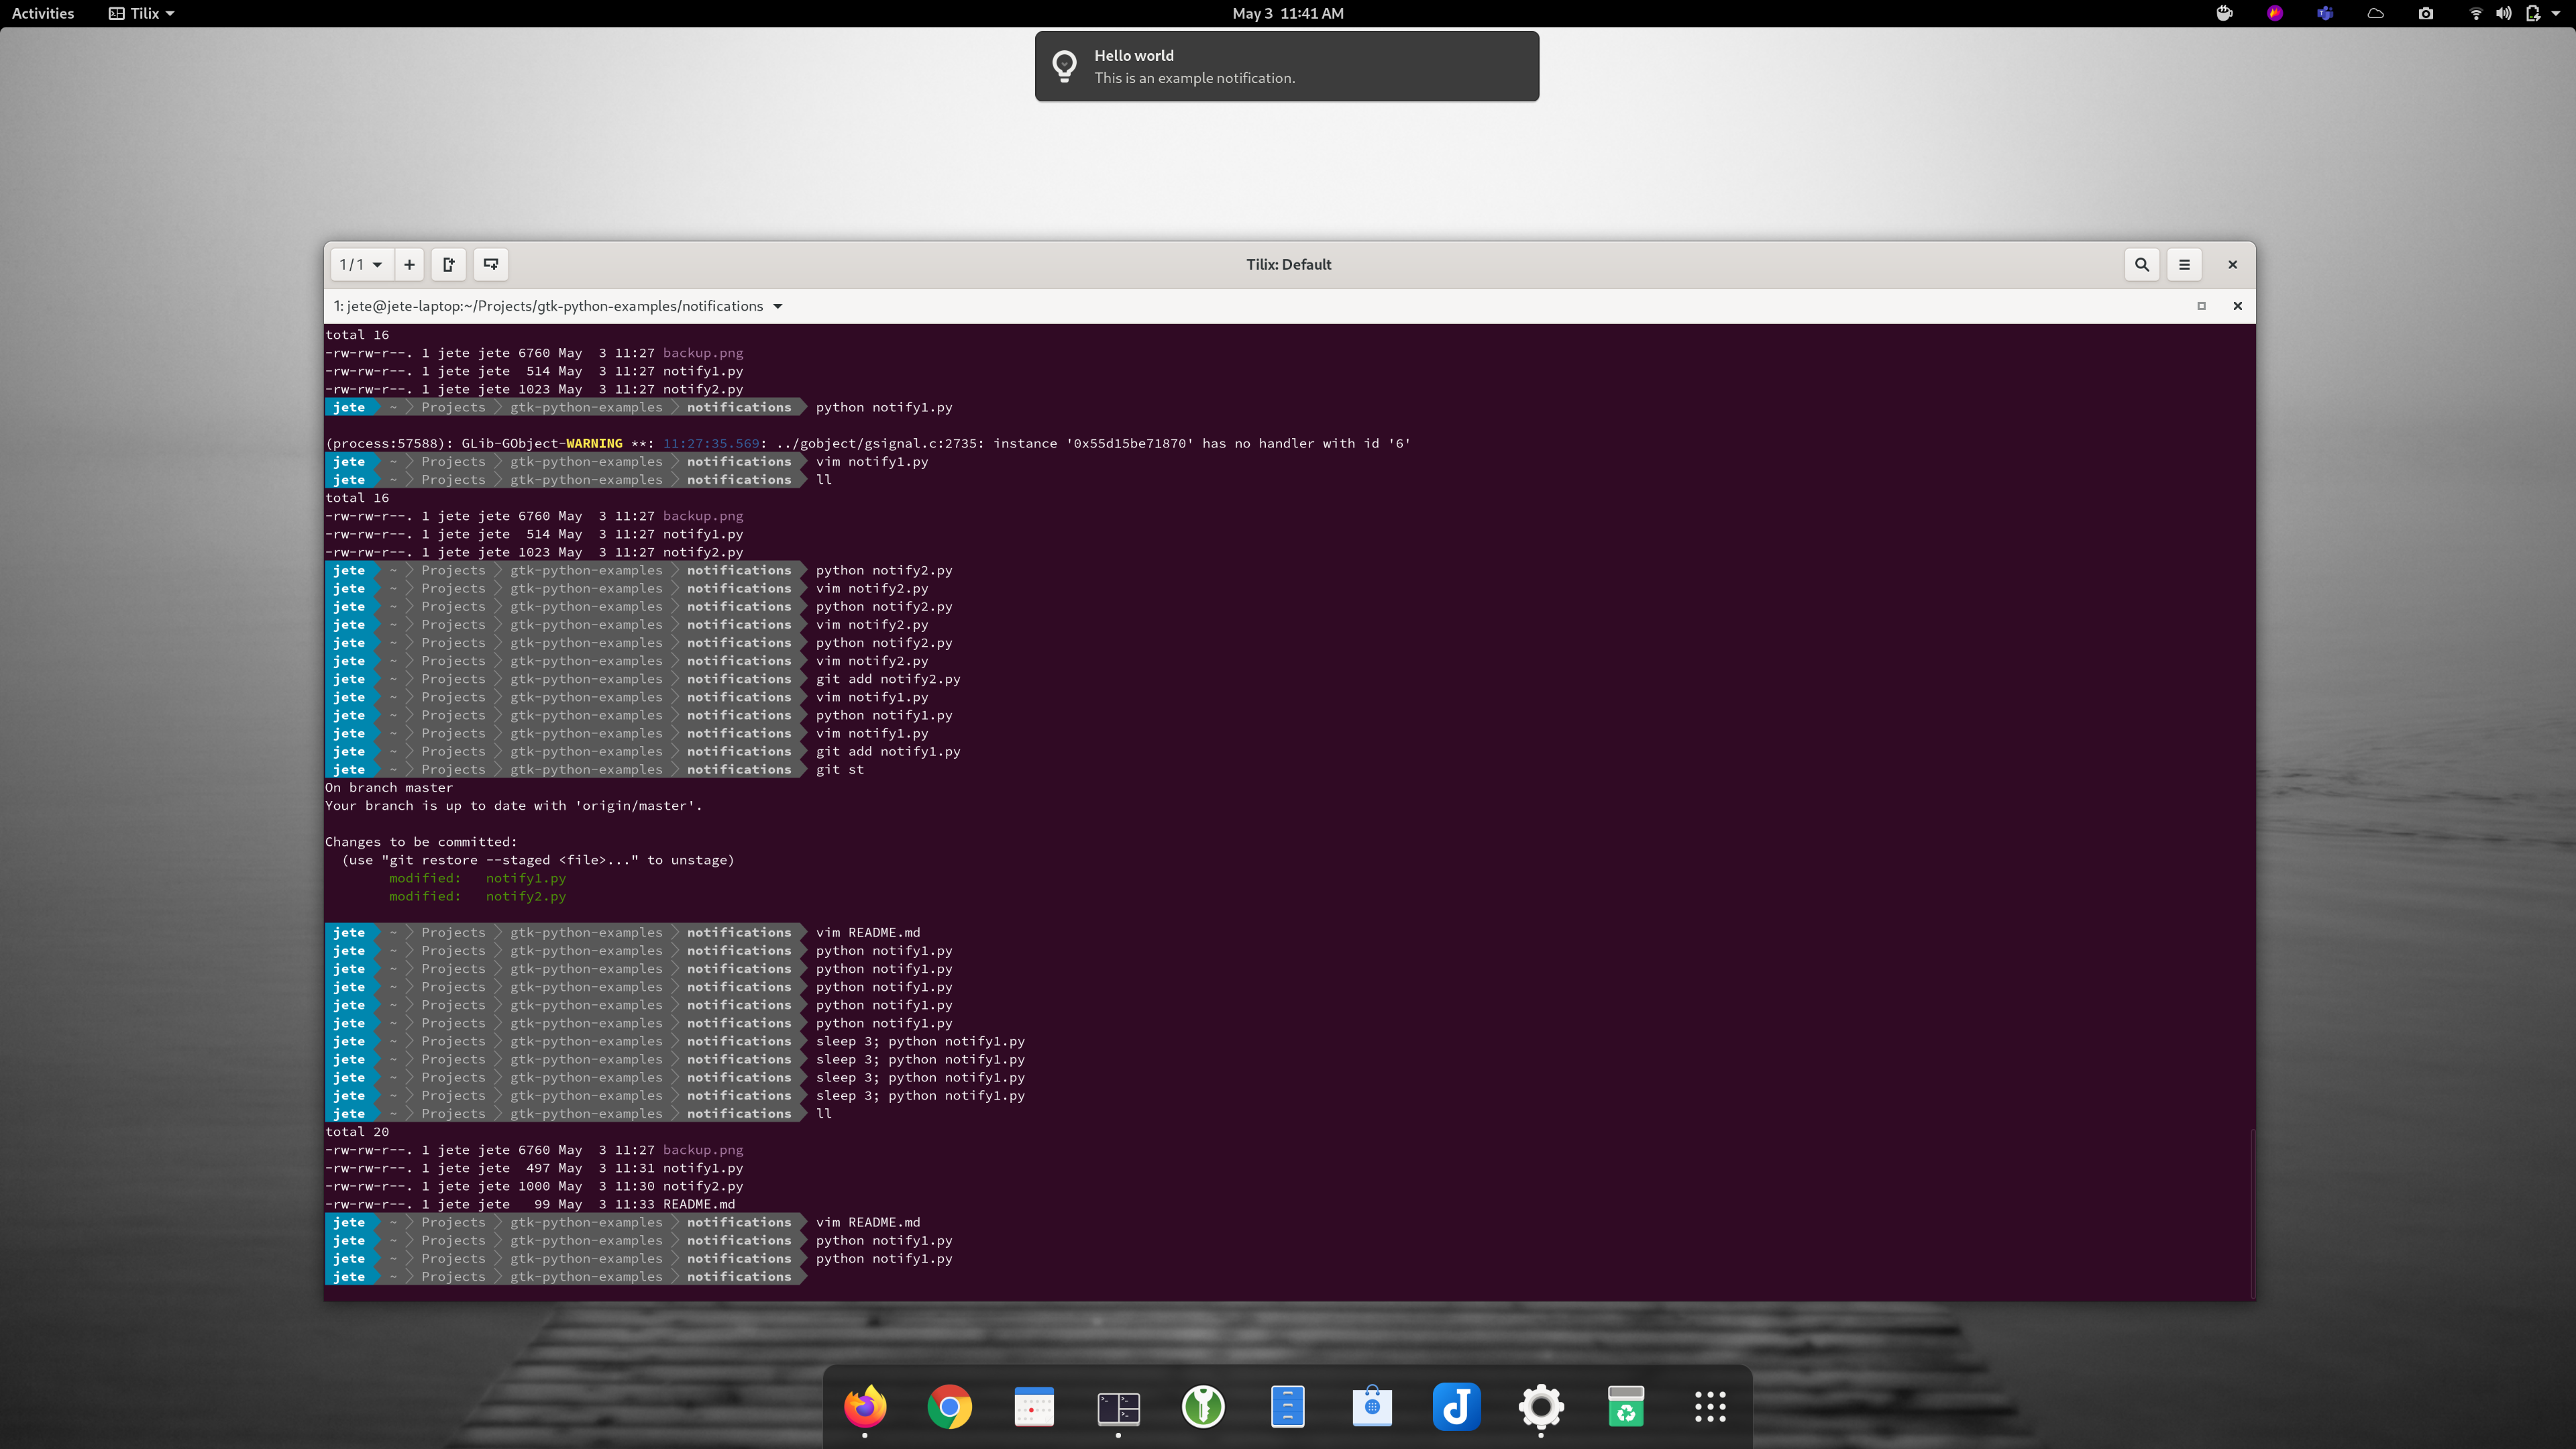 Activities
Tilix
May 3 11:41 AM
Hello world
This is an example notification.
1/1
Tilix: Default
1: jete@jete-laptop:~/Projects/gtk-python-examples/notifications
total 16
-rw-rw-r--. 1 jete jete 6760 May  3 11:27 backup.png
-rw-rw-r--. 1 jete jete  514 May  3 11:27 notify1.py
-rw-rw-r--. 1 jete jete 1023 May  3 11:27 notify2.py
jete ~ Projects gtk-python-examples notifications python notify1.py
(process:57588): GLib-GObject-WARNING **: 11:27:35.569: ../gobject/gsignal.c:2735: instance '0x55d15be71870' has no handler with id '6'
jete ~ Projects gtk-python-examples notifications vim notify1.py
jete ~ Projects gtk-python-examples notifications ll
total 16
-rw-rw-r--. 1 jete jete 6760 May  3 11:27 backup.png
-rw-rw-r--. 1 jete jete  514 May  3 11:27 notify1.py
-rw-rw-r--. 1 jete jete 1023 May  3 11:27 notify2.py
jete ~ Projects gtk-python-examples notifications python notify2.py
jete ~ Projects gtk-python-examples notifications vim notify2.py
jete ~ Projects gtk-python-examples notifications python notify2.py
jete ~ Projects gtk-python-examples notifications vim notify2.py
jete ~ Projects gtk-python-examples notifications python notify2.py
jete ~ Projects gtk-python-examples notifications vim notify2.py
jete ~ Projects gtk-python-examples notifications git add notify2.py
jete ~ Projects gtk-python-examples notifications vim notify1.py
jete ~ Projects gtk-python-examples notifications python notify1.py
jete ~ Projects gtk-python-examples notifications vim notify1.py
jete ~ Projects gtk-python-examples notifications git add notify1.py
jete ~ Projects gtk-python-examples notifications git st
On branch master
Your branch is up to date with 'origin/master'.
Changes to be committed:
(use "git restore --staged <file>..." to unstage)
modified:   notify1.py
modified:   notify2.py
jete ~ Projects gtk-python-examples notifications vim README.md
jete ~ Projects gtk-python-examples notifications python notify1.py
jete ~ Projects gtk-python-examples notifications python notify1.py
jete ~ Projects gtk-python-examples notifications python notify1.py
jete ~ Projects gtk-python-examples notifications python notify1.py
jete ~ Projects gtk-python-examples notifications python notify1.py
jete ~ Projects gtk-python-examples notifications sleep 3; python notify1.py
jete ~ Projects gtk-python-examples notifications sleep 3; python notify1.py
jete ~ Projects gtk-python-examples notifications sleep 3; python notify1.py
jete ~ Projects gtk-python-examples notifications sleep 3; python notify1.py
jete ~ Projects gtk-python-examples notifications ll
total 20
-rw-rw-r--. 1 jete jete 6760 May  3 11:27 backup.png
-rw-rw-r--. 1 jete jete  497 May  3 11:31 notify1.py
-rw-rw-r--. 1 jete jete 1000 May  3 11:30 notify2.py
-rw-rw-r--. 1 jete jete   99 May  3 11:33 README.md
jete ~ Projects gtk-python-examples notifications vim README.md
jete ~ Projects gtk-python-examples notifications python notify1.py
jete ~ Projects gtk-python-examples notifications python notify1.py
jete ~ Projects gtk-python-examples notifications